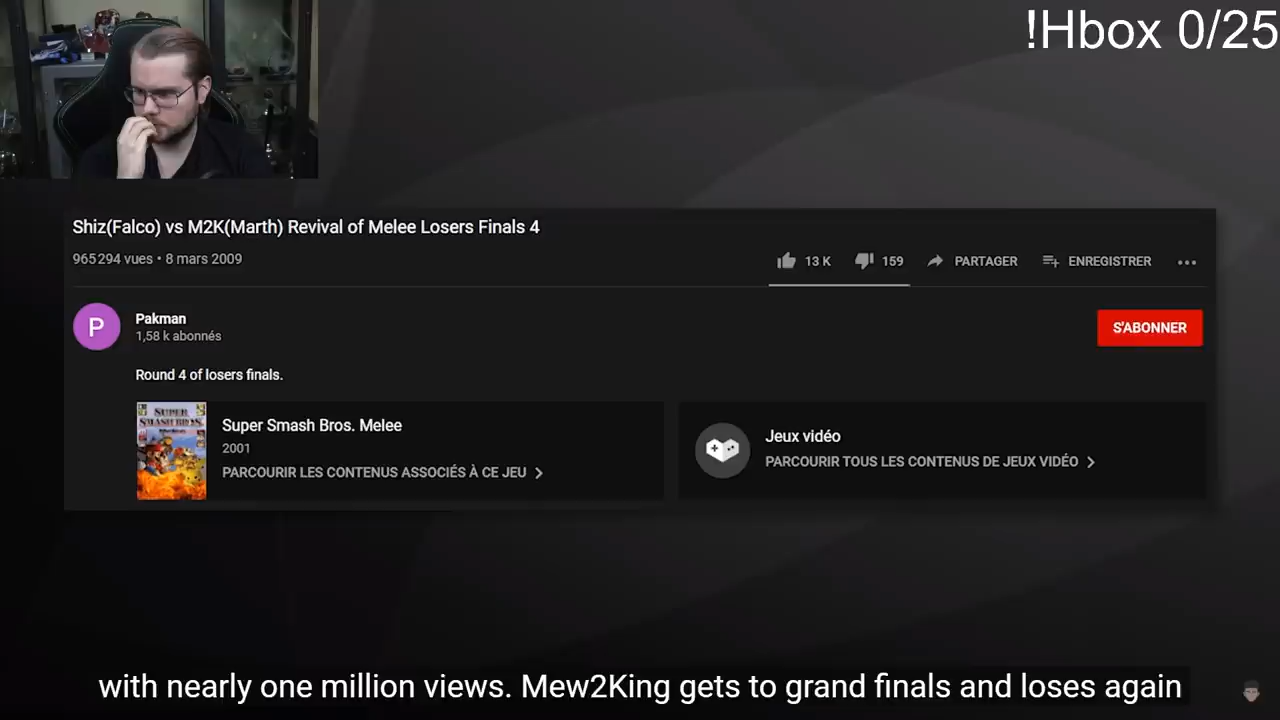 !Hbox 0/25
Shiz(Falco) vs M2K(Marth) Revival of Melee Losers Finals 4
965 294 vues • 8 mars 2009
13 K
159
PARTAGER
ENREGISTRER
P
Pakman
1,58 k abonnés
S'ABONNER
Round 4 of losers finals.
SUPER
SMASH BROS.
Super Smash Bros. Melee
2001
PARCOURIR LES CONTENUS ASSOCIÉS À CE JEU
Jeux vidéo
PARCOURIR TOUS LES CONTENUS DE JEUX VIDÉO
with nearly one million views. Mew2King gets to grand finals and loses again